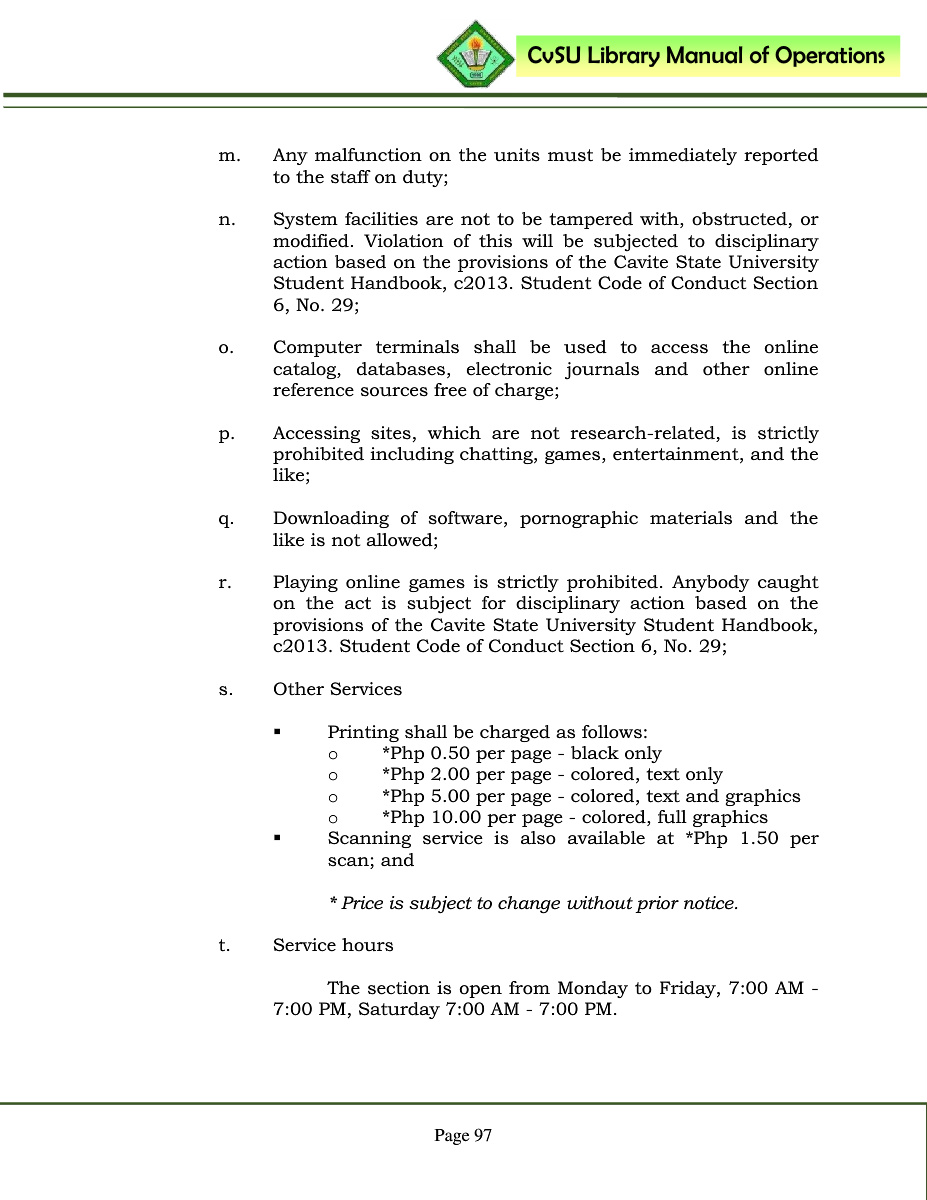 CvSU Library Manual of Operations
m. Any malfunction on the units must be immediately reported
to the staff on duty;
n. System facilities are not to be tampered with, obstructed, or
modified. Violation of this will be subjected to disciplinary
action based on the provisions of the Cavite State University
Student Handbook, c2013. Student Code of Conduct Section
6, No. 29;
o. Computer terminals shall be used to access the online
catalog, databases, electronic journals and other online
reference sources free of charge;
p. Accessing sites, which are not research-related, is strictly
prohibited including chatting, games, entertainment, and the
like;
q. Downloading of software, pornographic materials and the
like is not allowed;
r. Playing online games is strictly prohibited. Anybody caught
on the act is subject for disciplinary action based on the
provisions of the Cavite State University Student Handbook,
c2013. Student Code of Conduct Section 6, No. 29;
s. Other Services
▪ Printing shall be charged as follows:
o *Php 0.50 per page - black only
o *Php 2.00 per page - colored, text only
o *Php 5.00 per page - colored, text and graphics
o *Php 10.00 per page - colored, full graphics
▪ Scanning service is also available at *Php 1.50 per
scan; and
* Price is subject to change without prior notice.
t. Service hours
The section is open from Monday to Friday, 7:00 AM -
7:00 PM, Saturday 7:00 AM - 7:00 PM.
Page 97